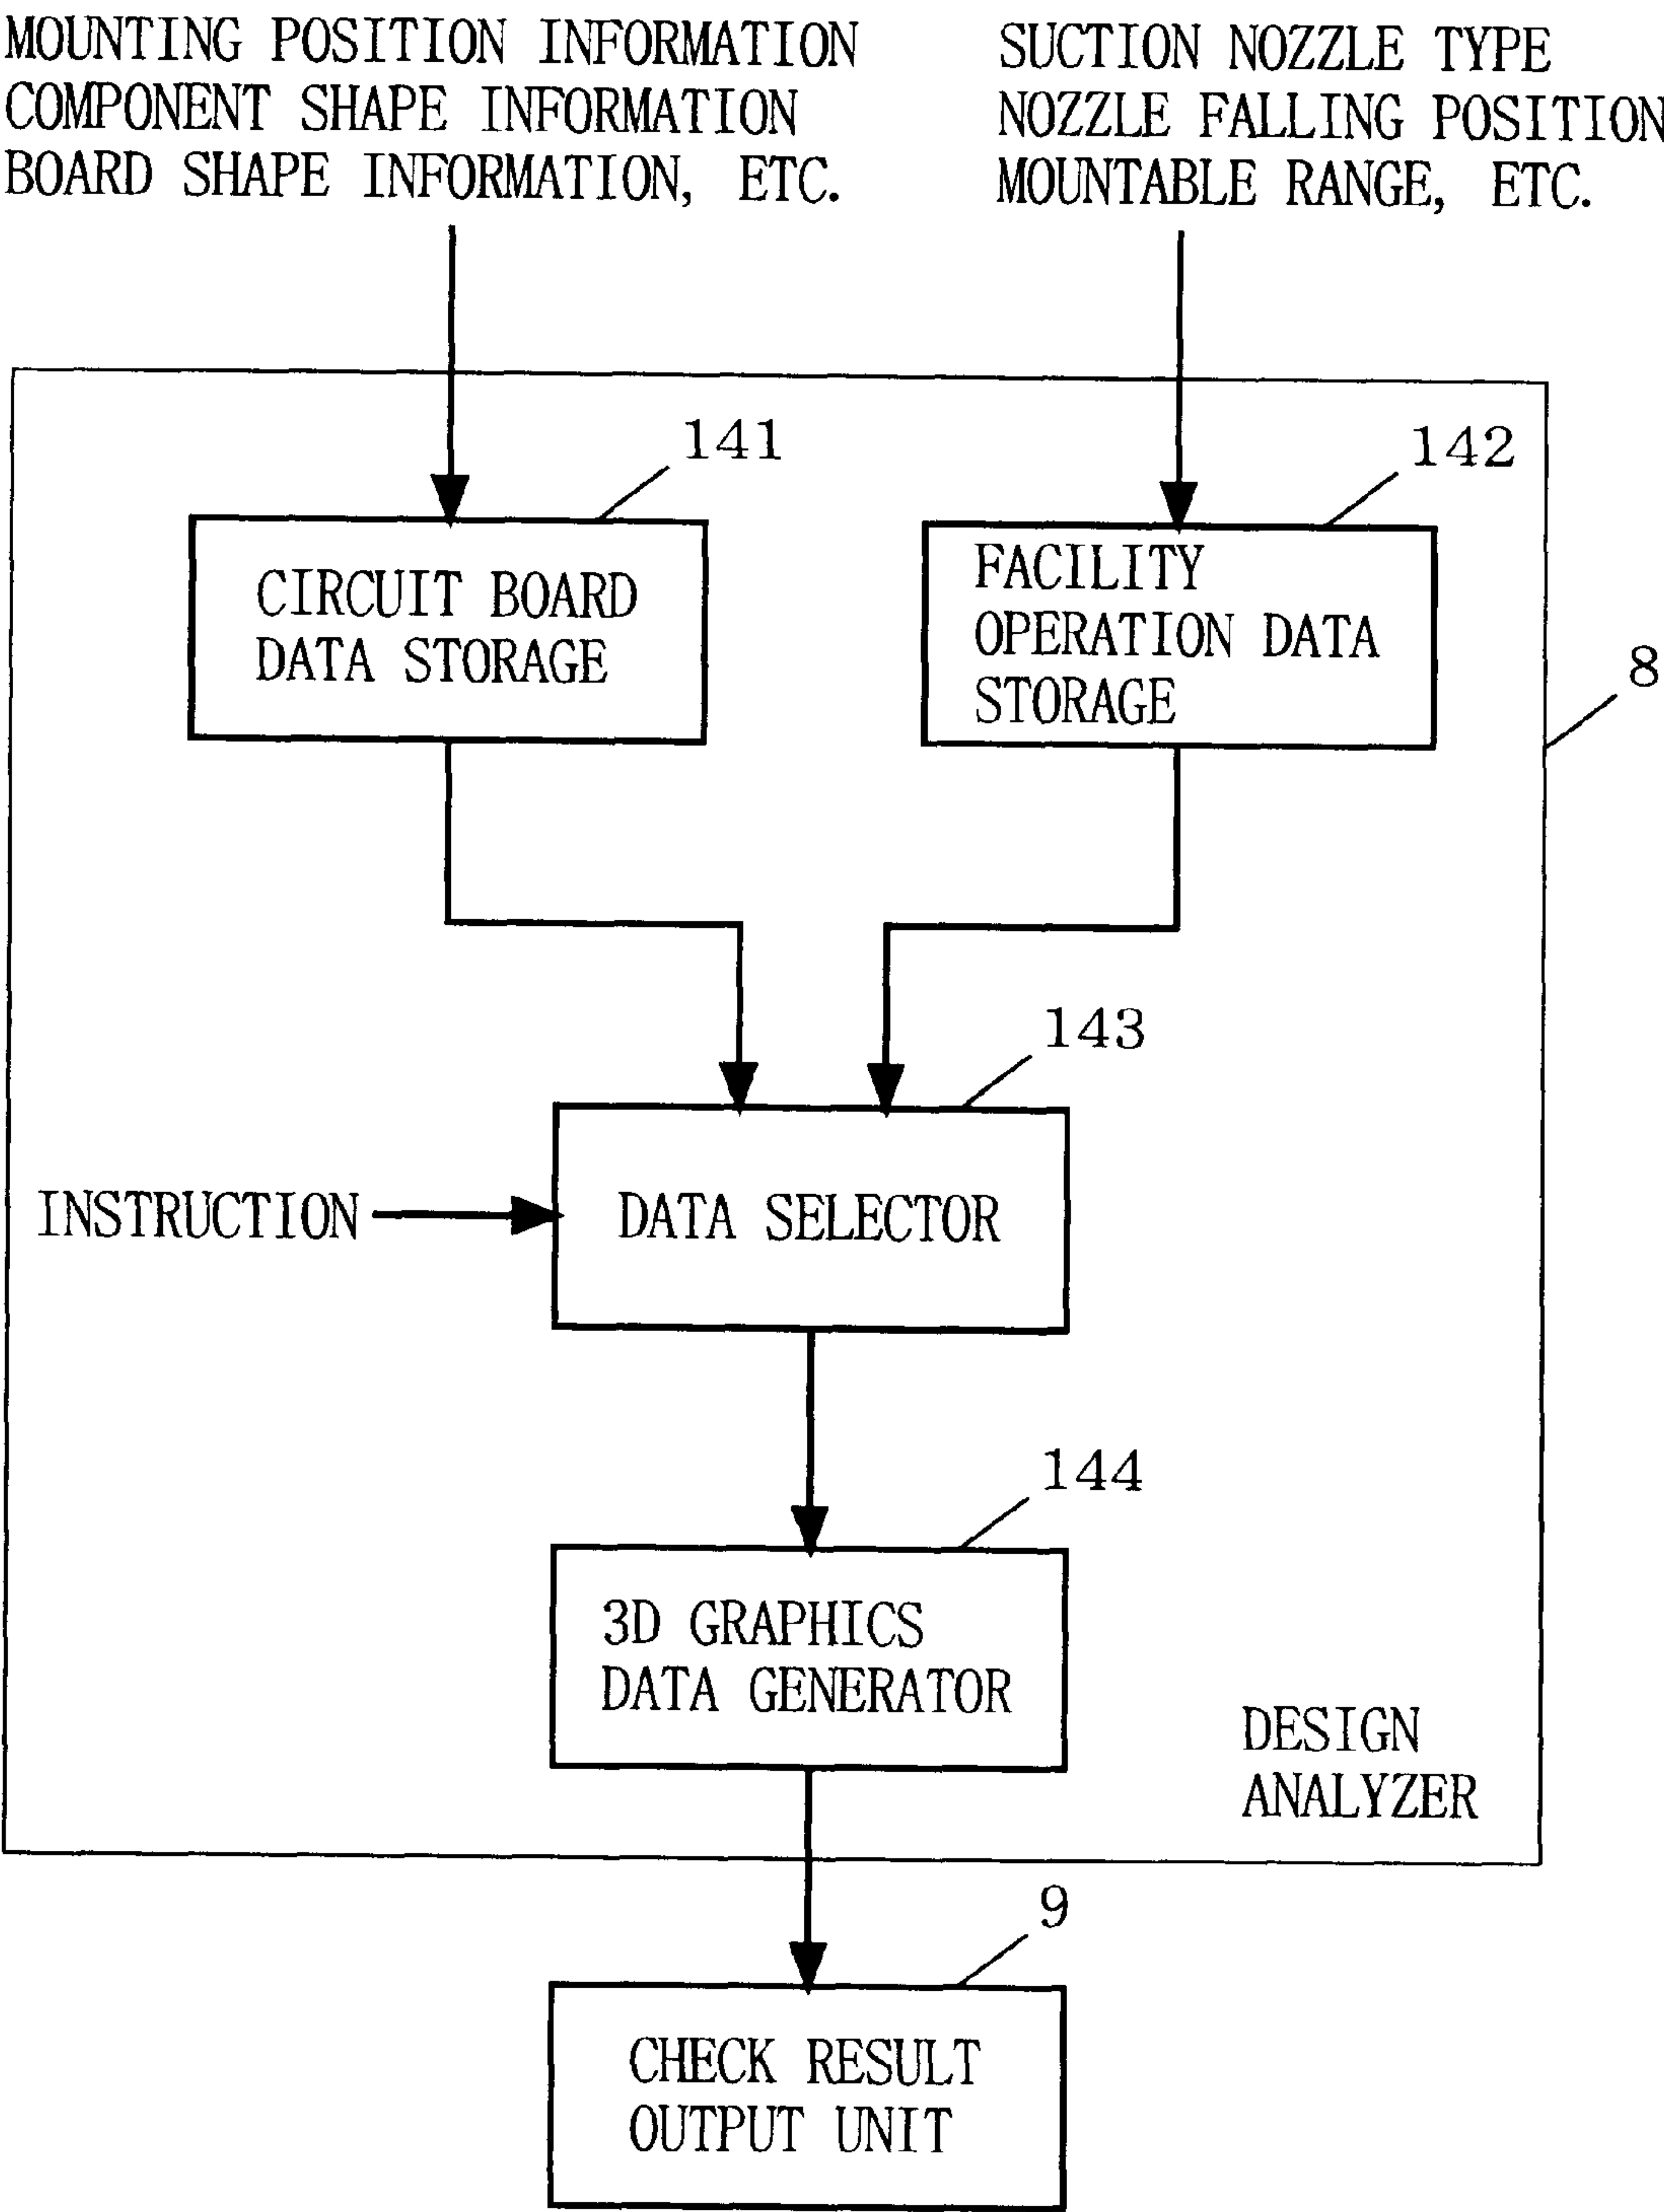 MOUNTING POSITION INFORMATION
COMPONENT SHAPE INFORMATION
BOARD SHAPE INFORMATION, ETC.
SUCTION NOZZLE TYPE
NOZZLE FALLING POSITION
MOUNTABLE RANGE, ETC.
141
142
CIRCUIT BOARD
DATA STORAGE
FACILITY
OPERATION DATA
STORAGE
8
143
INSTRUCTION
DATA SELECTOR
144
3D GRAPHICS
DATA GENERATOR
DESIGN
ANALYZER
9
CHECK RESULT
OUTPUT UNIT